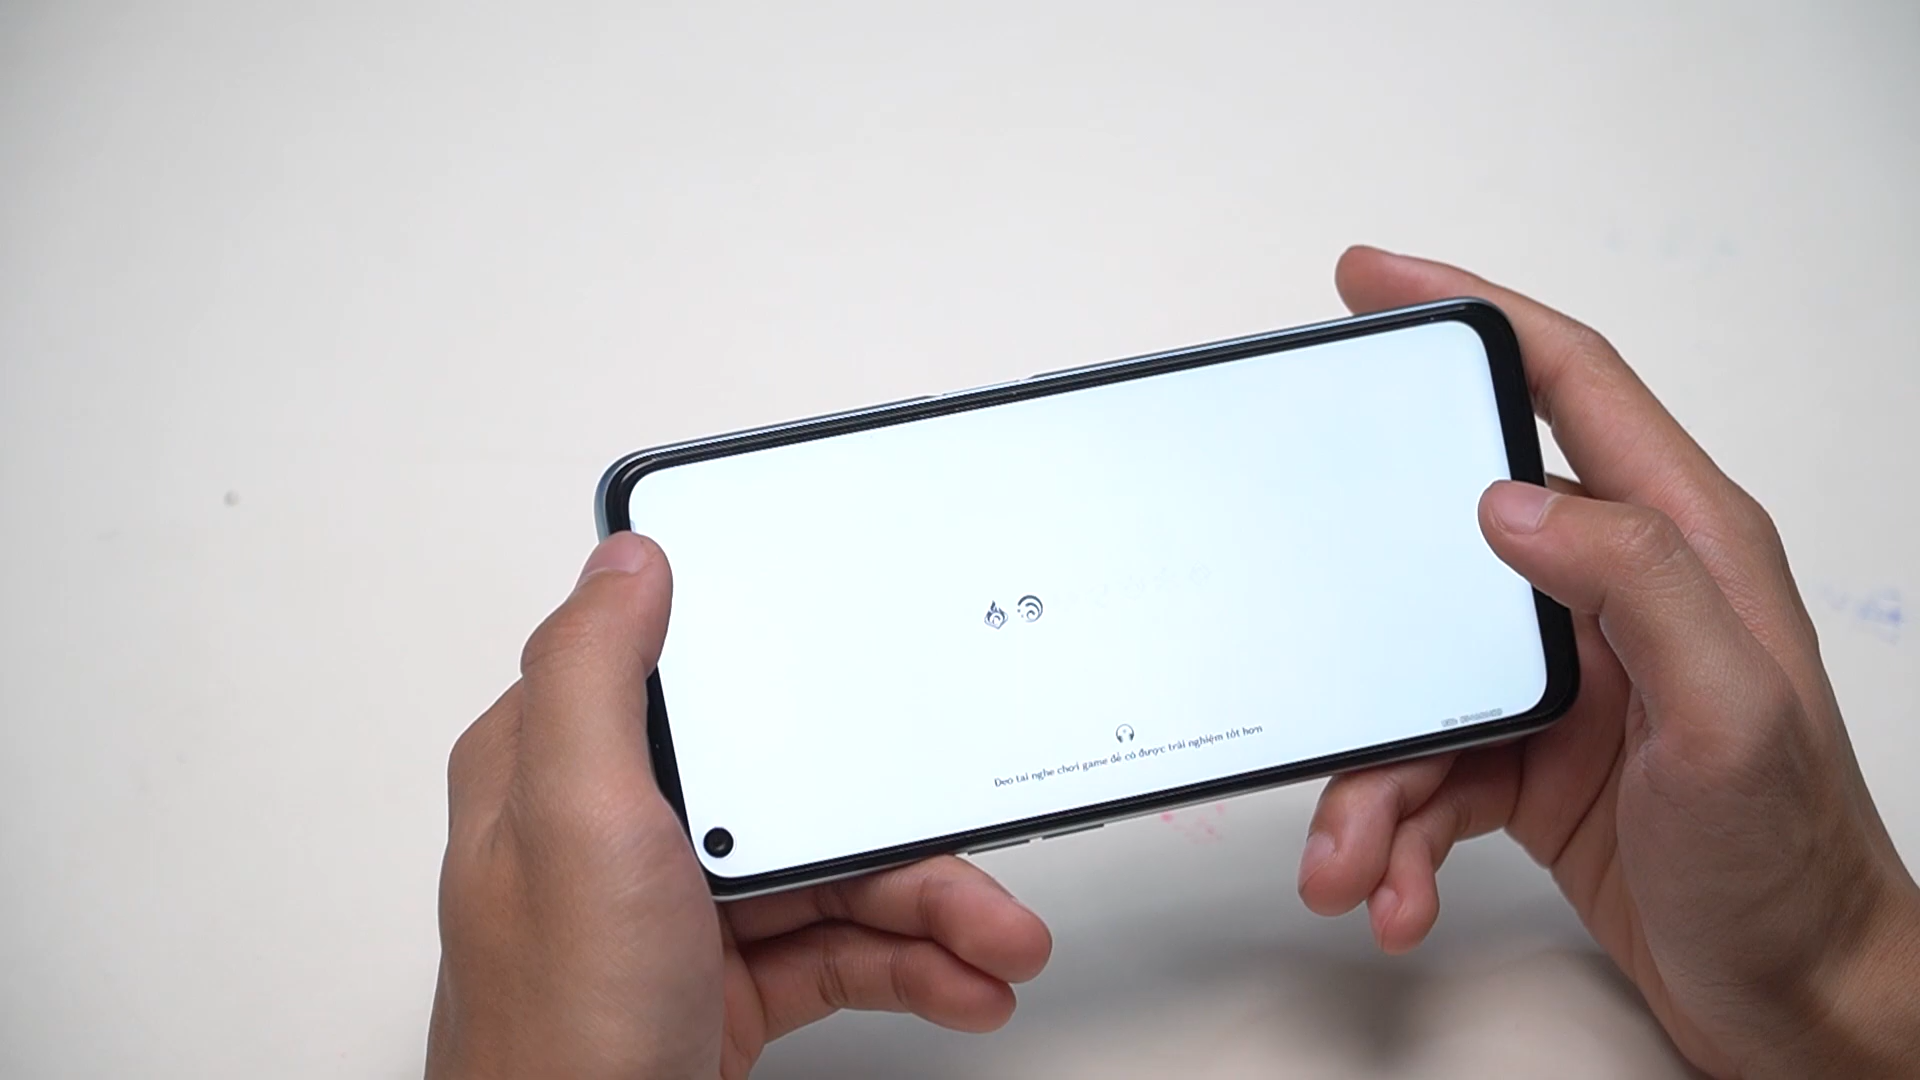 Đeo tai nghe chơi game để có được trải nghiệm tốt hơn